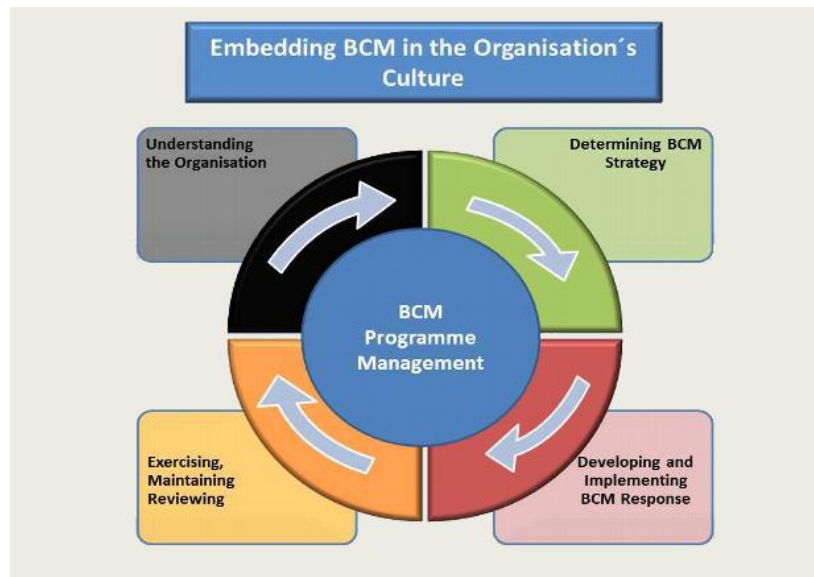 Embedding BCM in the Organisation´s
Culture
Understanding
the Organisation
Determining BCM
Strategy
BCM
Programme
Management
Exercising,
Maintaining
Reviewing
Developing and
Implementing
BCM Response